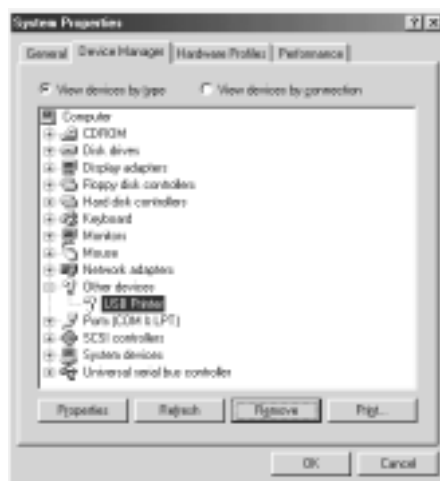 System Properties
General Device Manager Hardware Profiles Performance
View devices by type View devices by connection
Computer
CDROM
Disk drives
Display adapters
Floppy disk controllers
Hard disk controllers
Keyboard
Monitors
Mouse
Network adapters
Other devices
USB Printer
Ports (COM & LPT)
SCSI controllers
System devices
Universal serial bus controller
Properties Refresh Remove Print...
OK Cancel